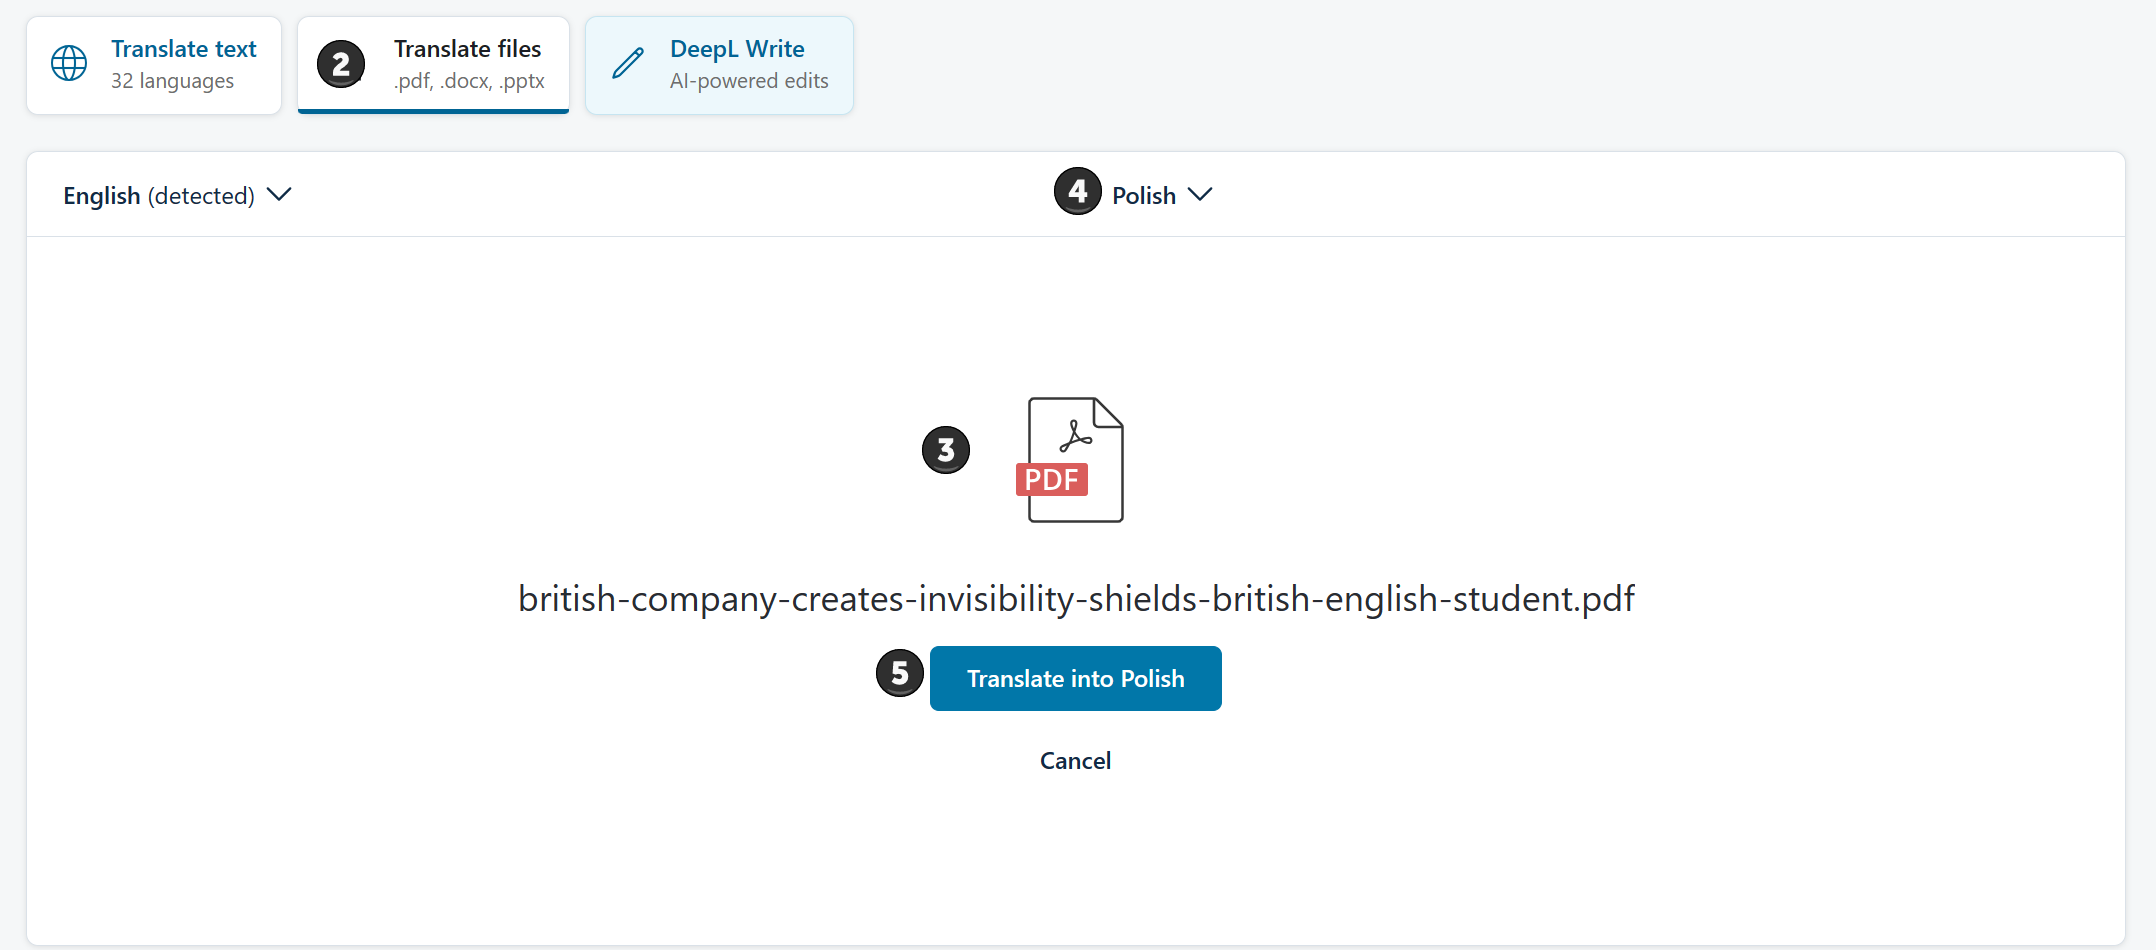 Translate text
32 languages
2
Translate files
.pdf, .docx, .pptx
DeepL Write
AI-powered edits
English (detected)
4 Polish
3
PDF
british-company-creates-invisibility-shields-british-english-student.pdf
5 Translate into Polish
Cancel